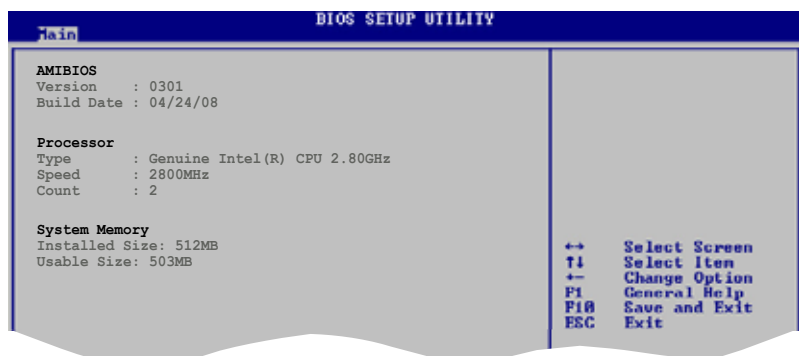 BIOS SETUP UTILITY
Main
AMIBIOS
Version : 0301
Build Date : 04/24/08
Processor
Type : Genuine Intel(R) CPU 2.80GHz
Speed : 2800MHz
Count : 2
System Memory
Installed Size: 512MB
Usable Size: 503MB
↔ Select Screen
↑↓ Select Item
+- Change Option
F1 General Help
F10 Save and Exit
ESC Exit